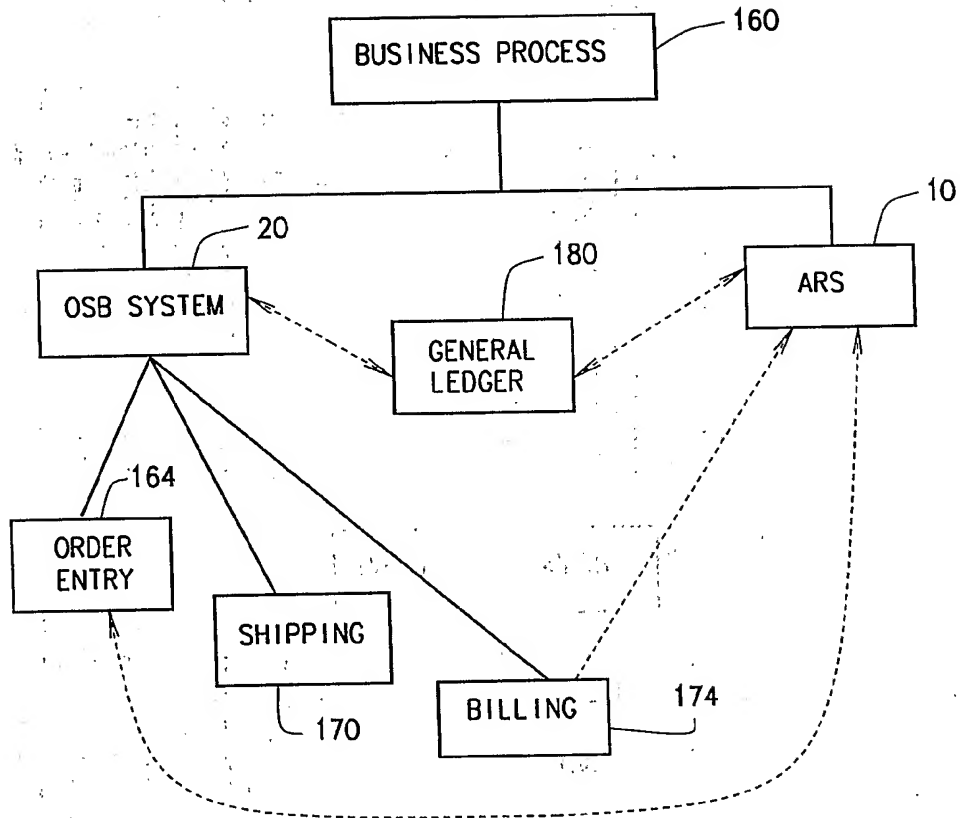 160
BUSINESS PROCESS
20
10
180
OSB SYSTEM
ARS
GENERAL
LEDGER
164
ORDER
ENTRY
SHIPPING
170
BILLING
174